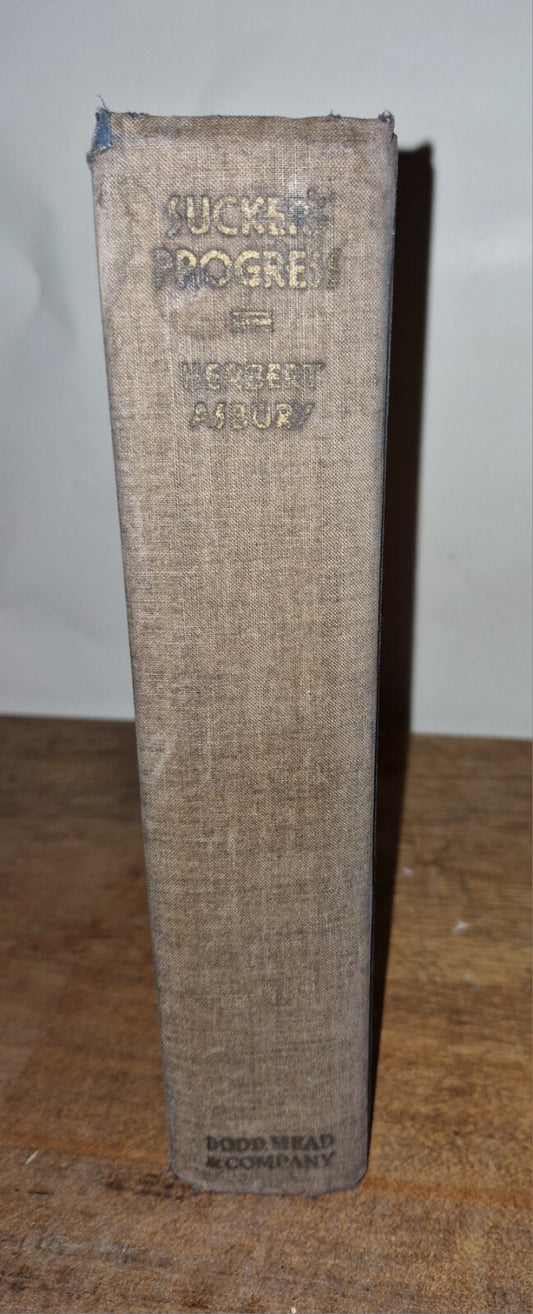 SUCKER'S
PROGRESS
HERBERT
ASBURY
DODD, MEAD
& COMPANY